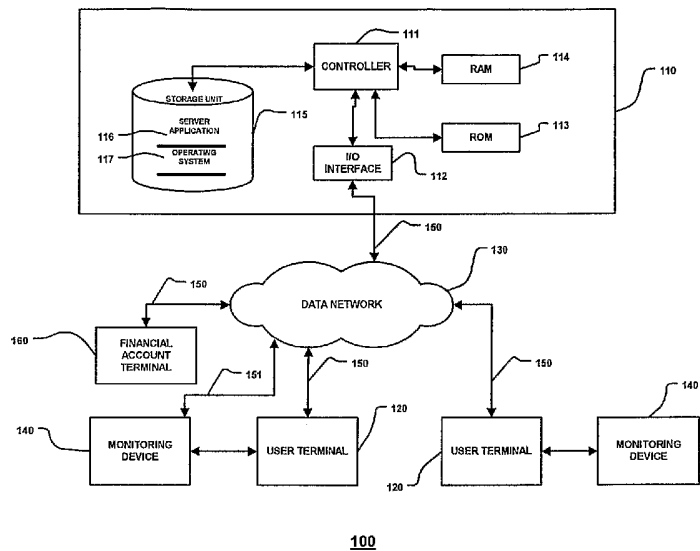 111
CONTROLLER
RAM
114
110
STORAGE UNIT
SERVER
APPLICATION
116
115
OPERATING
SYSTEM
117
ROM
113
I/O
INTERFACE
112
150
130
DATA NETWORK
150
160
FINANCIAL
ACCOUNT
TERMINAL
151
150
150
140
MONITORING
DEVICE
USER TERMINAL
120
USER TERMINAL
120
MONITORING
DEVICE
140
100